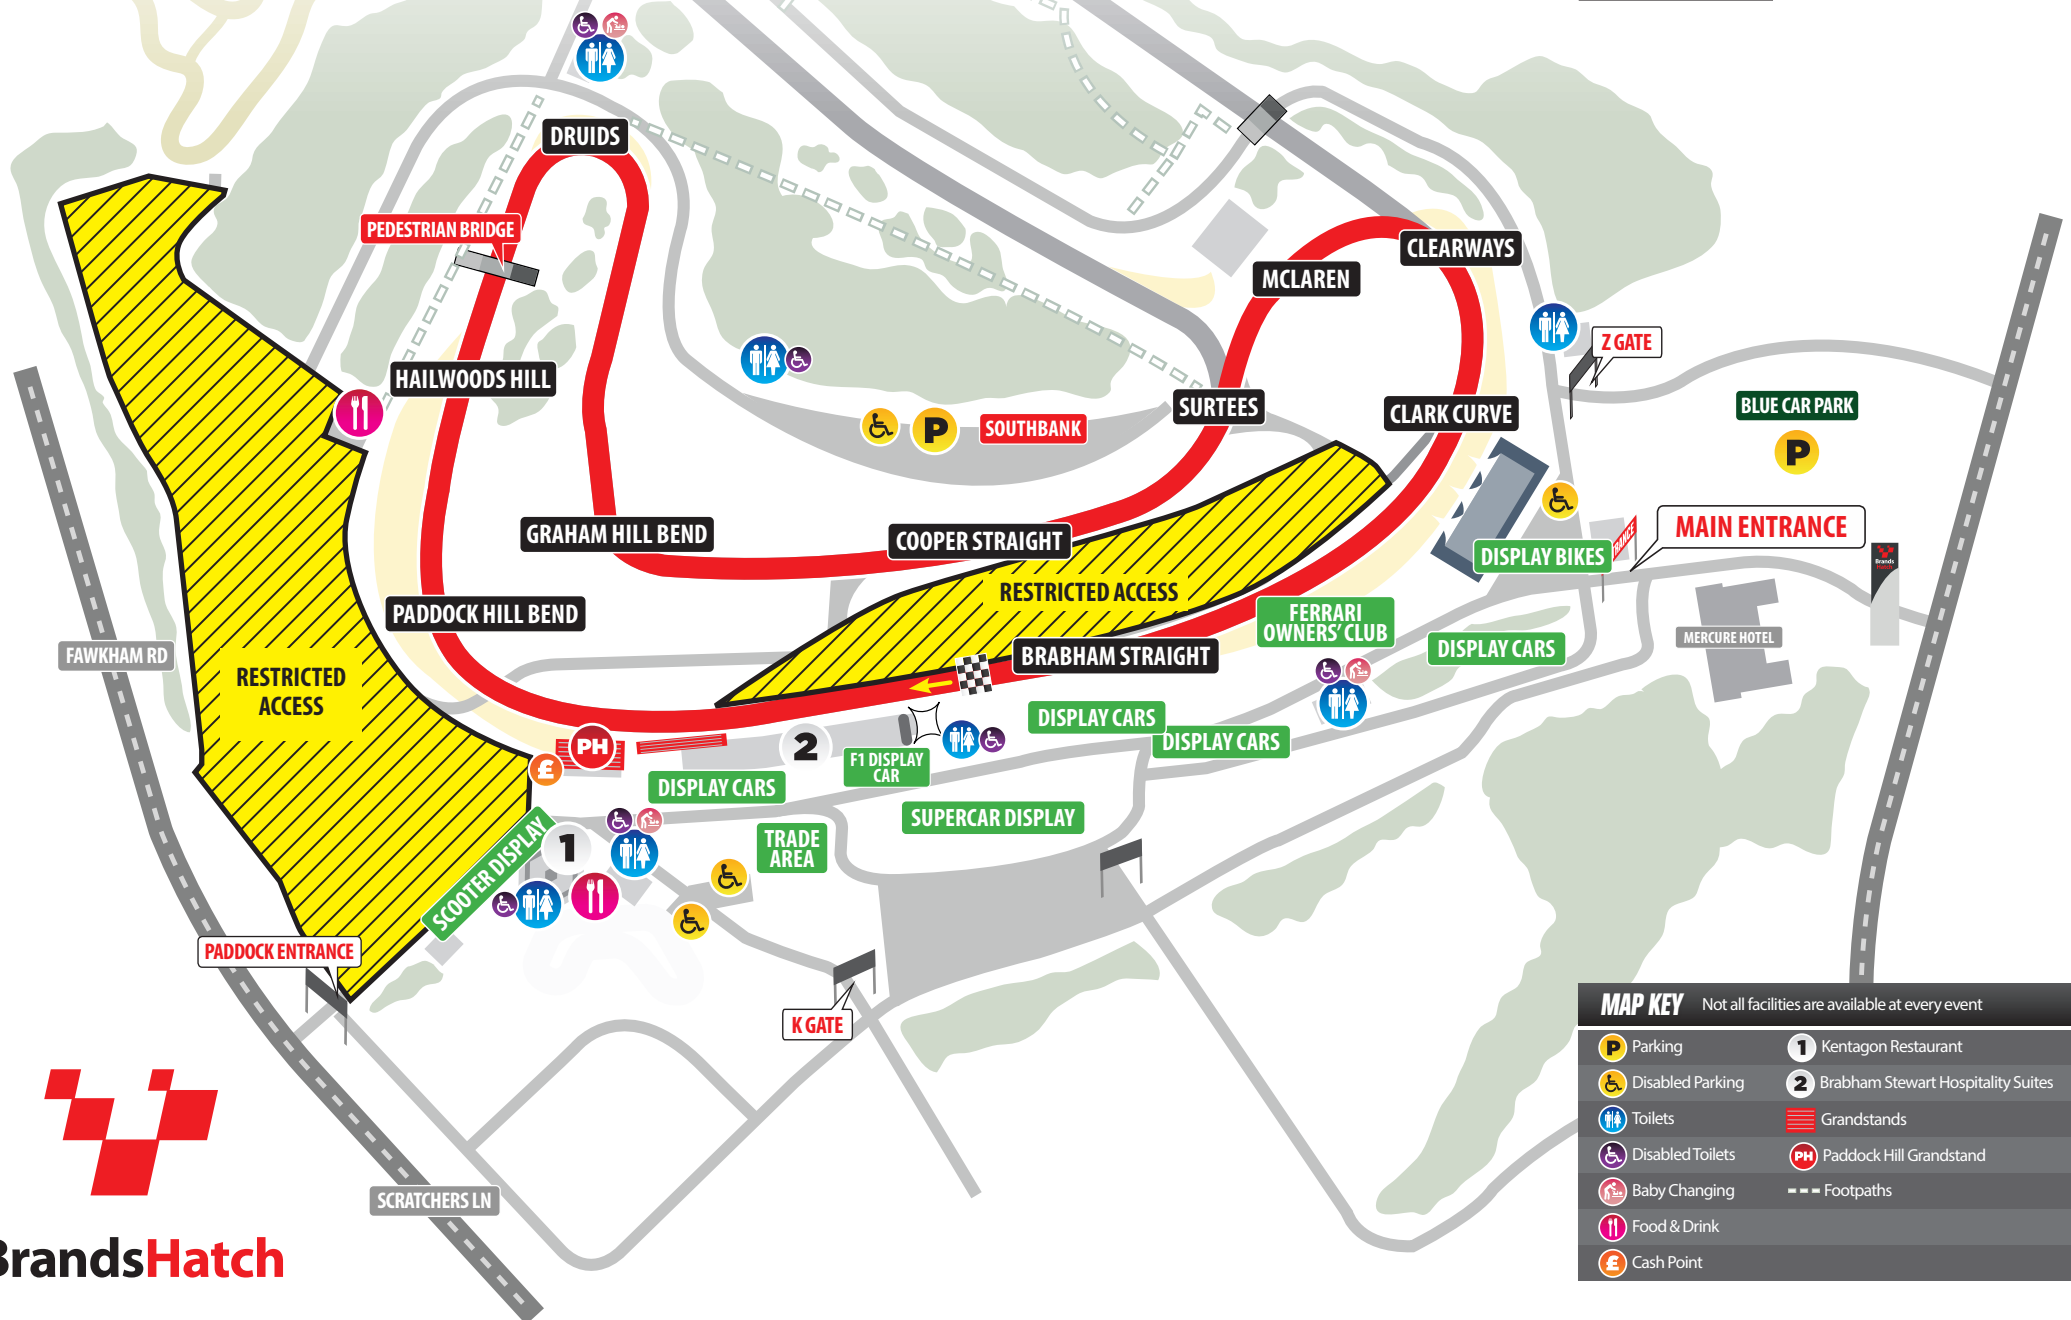 DRUIDS
PEDESTRIAN BRIDGE
CLEARWAYS
MCLAREN
Z GATE
HAILWOODS HILL
SURTEES
CLARK CURVE
BLUE CAR PARK
P
P
SOUTHBANK
GRAHAM HILL BEND
COOPER STRAIGHT
MAIN ENTRANCE
DISPLAY BIKES
Brands
Hatch
RESTRICTED ACCESS
PADDOCK HILL BEND
FERRARI
OWNERS' CLUB
MERCURE HOTEL
FAWKHAM RD
BRABHAM STRAIGHT
DISPLAY CARS
RESTRICTED
ACCESS
DISPLAY CARS
DISPLAY CARS
PH
2
£
F1 DISPLAY
CAR
DISPLAY CARS
SUPERCAR DISPLAY
SCOOTER DISPLAY
1
TRADE
AREA
PADDOCK ENTRANCE
K GATE
SCRATCHERS LN
BrandsHatch
MAP KEY Not all facilities are available at every event
P Parking
Disabled Parking
Toilets
Disabled Toilets
Baby Changing
Food & Drink
£ Cash Point
1 Kentagon Restaurant
2 Brabham Stewart Hospitality Suites
Grandstands
PH Paddock Hill Grandstand
Footpaths